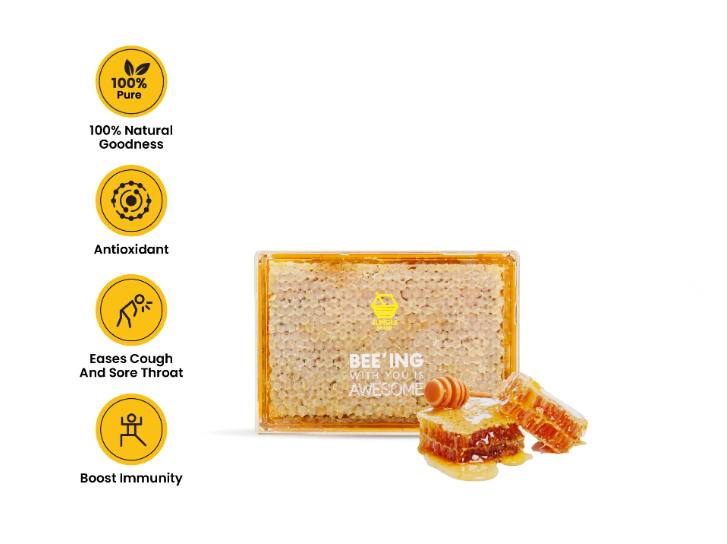 100%
Pure
100% Natural
Goodness
Antioxidant
Eases Cough
And Sore Throat
Boost Immunity
JUNGLE
BEE'ING
WITH YOU IS
AWESOME